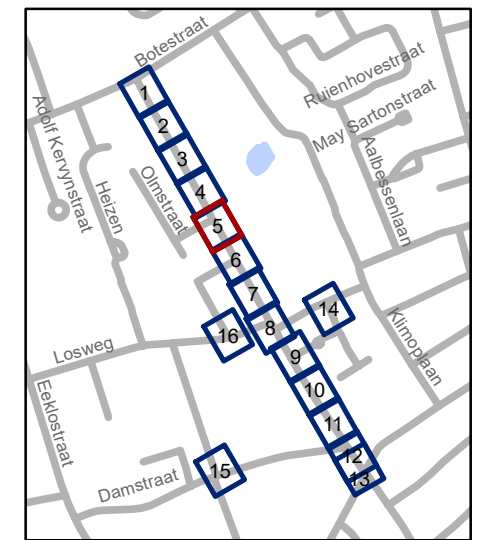 Botestraat
Ruienhovestraat
May Sartonstraat
Adolf Kervynstraat
Aalbessenlaan
Heizen
Olmstraat
1
2
3
4
5
6
7
8
14
16
9
Losweg
Klimoplaan
10
Eeklostraat
11
12
15
13
Damstraat